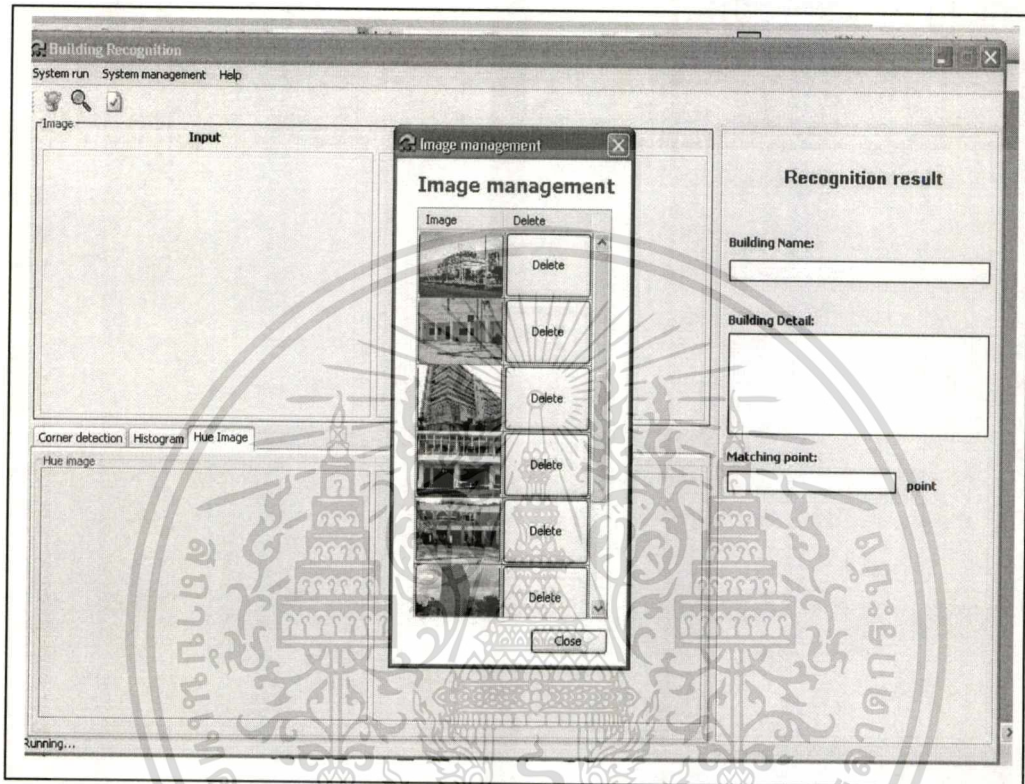 Building Recognition
System run System management Help
Image
Input
Image management
Image management
Image Delete
Delete
Delete
Delete
Delete
Delete
Delete
Close
Recognition result
Building Name:
Building Detail:
Matching point:
point
Corner detection Histogram Hue Image
Hue image
Running...